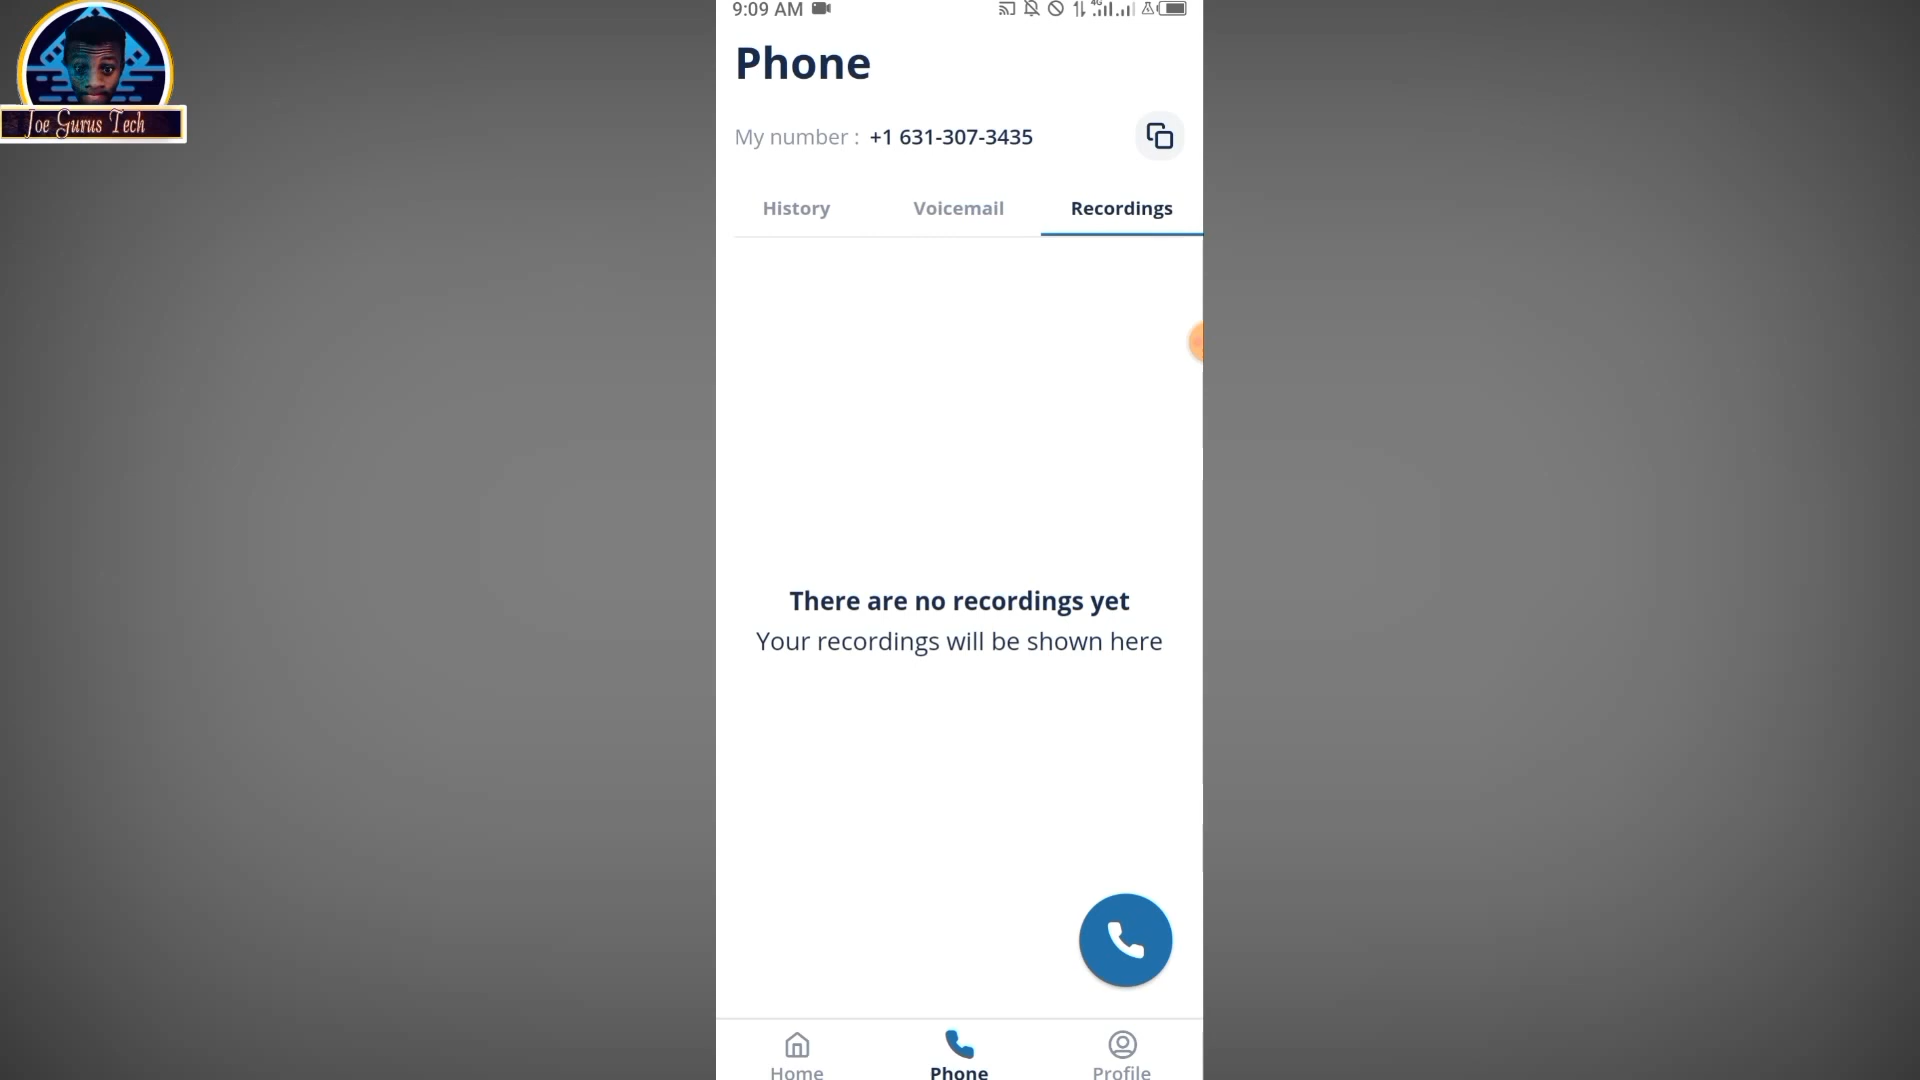 Joe Gurus Tech
9:09 AM
4G
Phone
My number : +1 631-307-3435
History Voicemail Recordings
There are no recordings yet
Your recordings will be shown here
Home Phone Profile